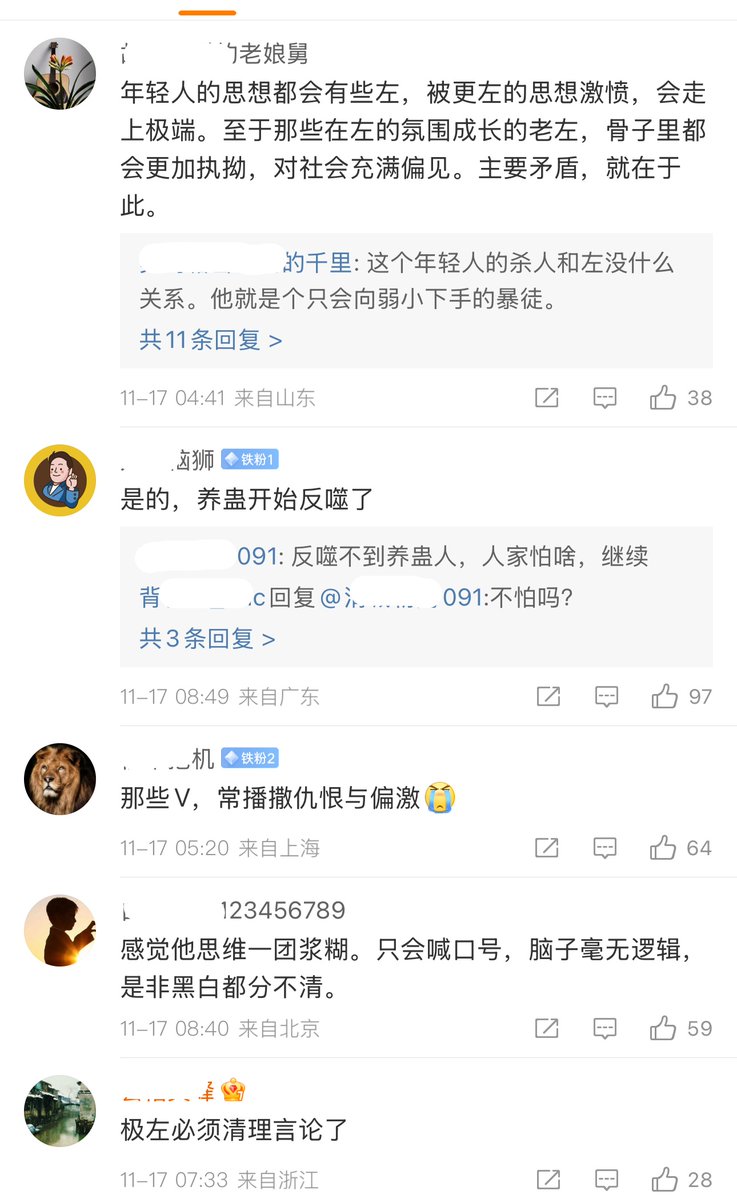 老娘舅
年轻人的思想都会有些左，被更左的思想激愤，会走
上极端。至于那些在左的氛围成长的老左，骨子里都
会更加执拗，对社会充满偏见。主要矛盾，就在于
此。
的千里: 这个年轻人的杀人和左没什么
关系。他就是个只会向弱小下手的暴徒。
共11条回复 >
11-17 04:41 来自山东 38
狮 铁粉1
是的，养蛊开始反噬了
091: 反噬不到养蛊人，人家怕啥，继续
背 c回复@ 091:不怕吗?
共3条回复 >
11-17 08:49 来自广东 97
机 铁粉2
那些V，常播撒仇恨与偏激😭
11-17 05:20 来自上海 64
123456789
感觉他思维一团浆糊。只会喊口号，脑子毫无逻辑，
是非黑白都分不清。
11-17 08:40 来自北京 59
极左必须清理言论了
11-17 07:33 来自浙江 28